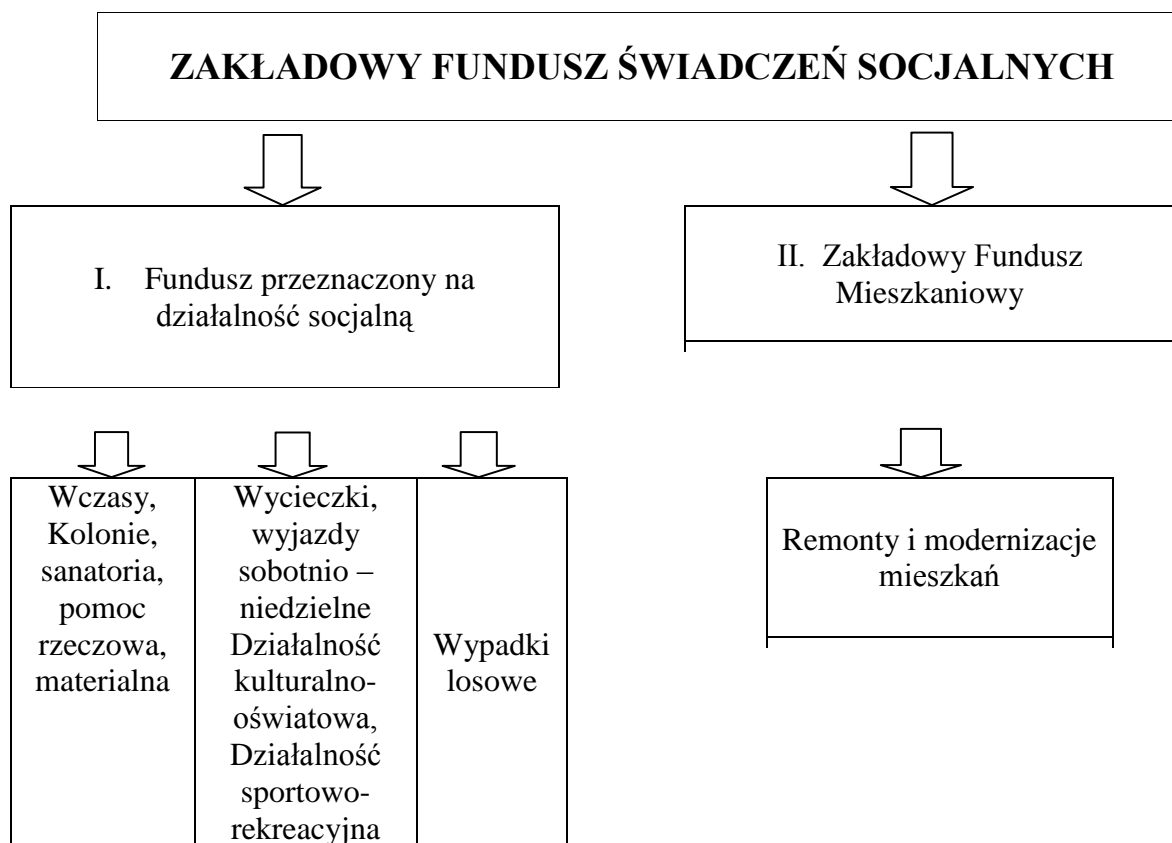 ZAKŁADOWY FUNDUSZ ŚWIADCZEŃ SOCJALNYCH
I. Fundusz przeznaczony na
działalność socjalną
II. Zakładowy Fundusz
Mieszkaniowy
Wczasy,
Kolonie,
sanatoria,
pomoc
rzeczowa,
materialna
Wycieczki,
wyjazdy
sobotnio –
niedzielne
Działalność
kulturalno-
oświatowa,
Działalność
sportowo-
rekreacyjna
Wypadki
losowe
Remonty i modernizacje
mieszkań